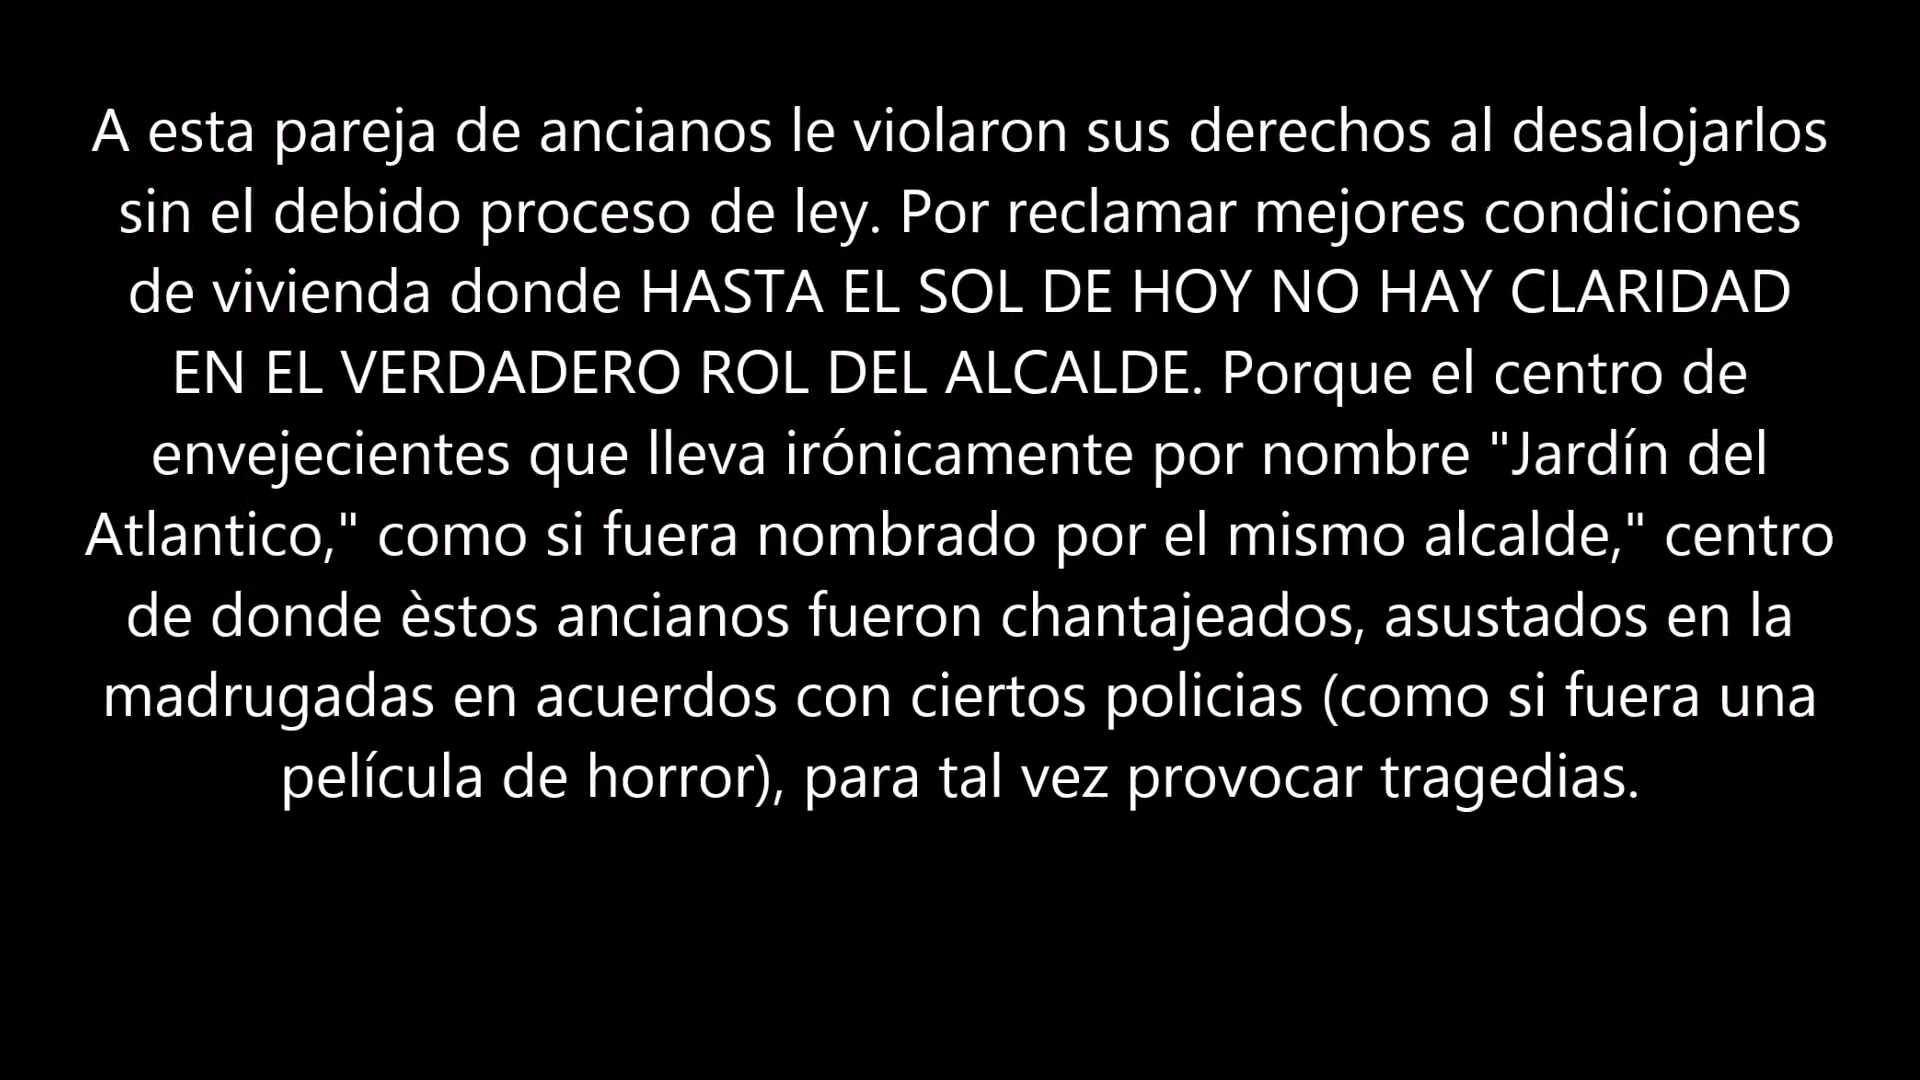 A esta pareja de ancianos le violaron sus derechos al desalojarlos
sin el debido proceso de ley. Por reclamar mejores condiciones
de vivienda donde HASTA EL SOL DE HOY NO HAY CLARIDAD
EN EL VERDADERO ROL DEL ALCALDE. Porque el centro de
envejecientes que lleva irónicamente por nombre "Jardín del
Atlantico," como si fuera nombrado por el mismo alcalde," centro
de donde èstos ancianos fueron chantajeados, asustados en la
madrugadas en acuerdos con ciertos policias (como si fuera una
película de horror), para tal vez provocar tragedias.